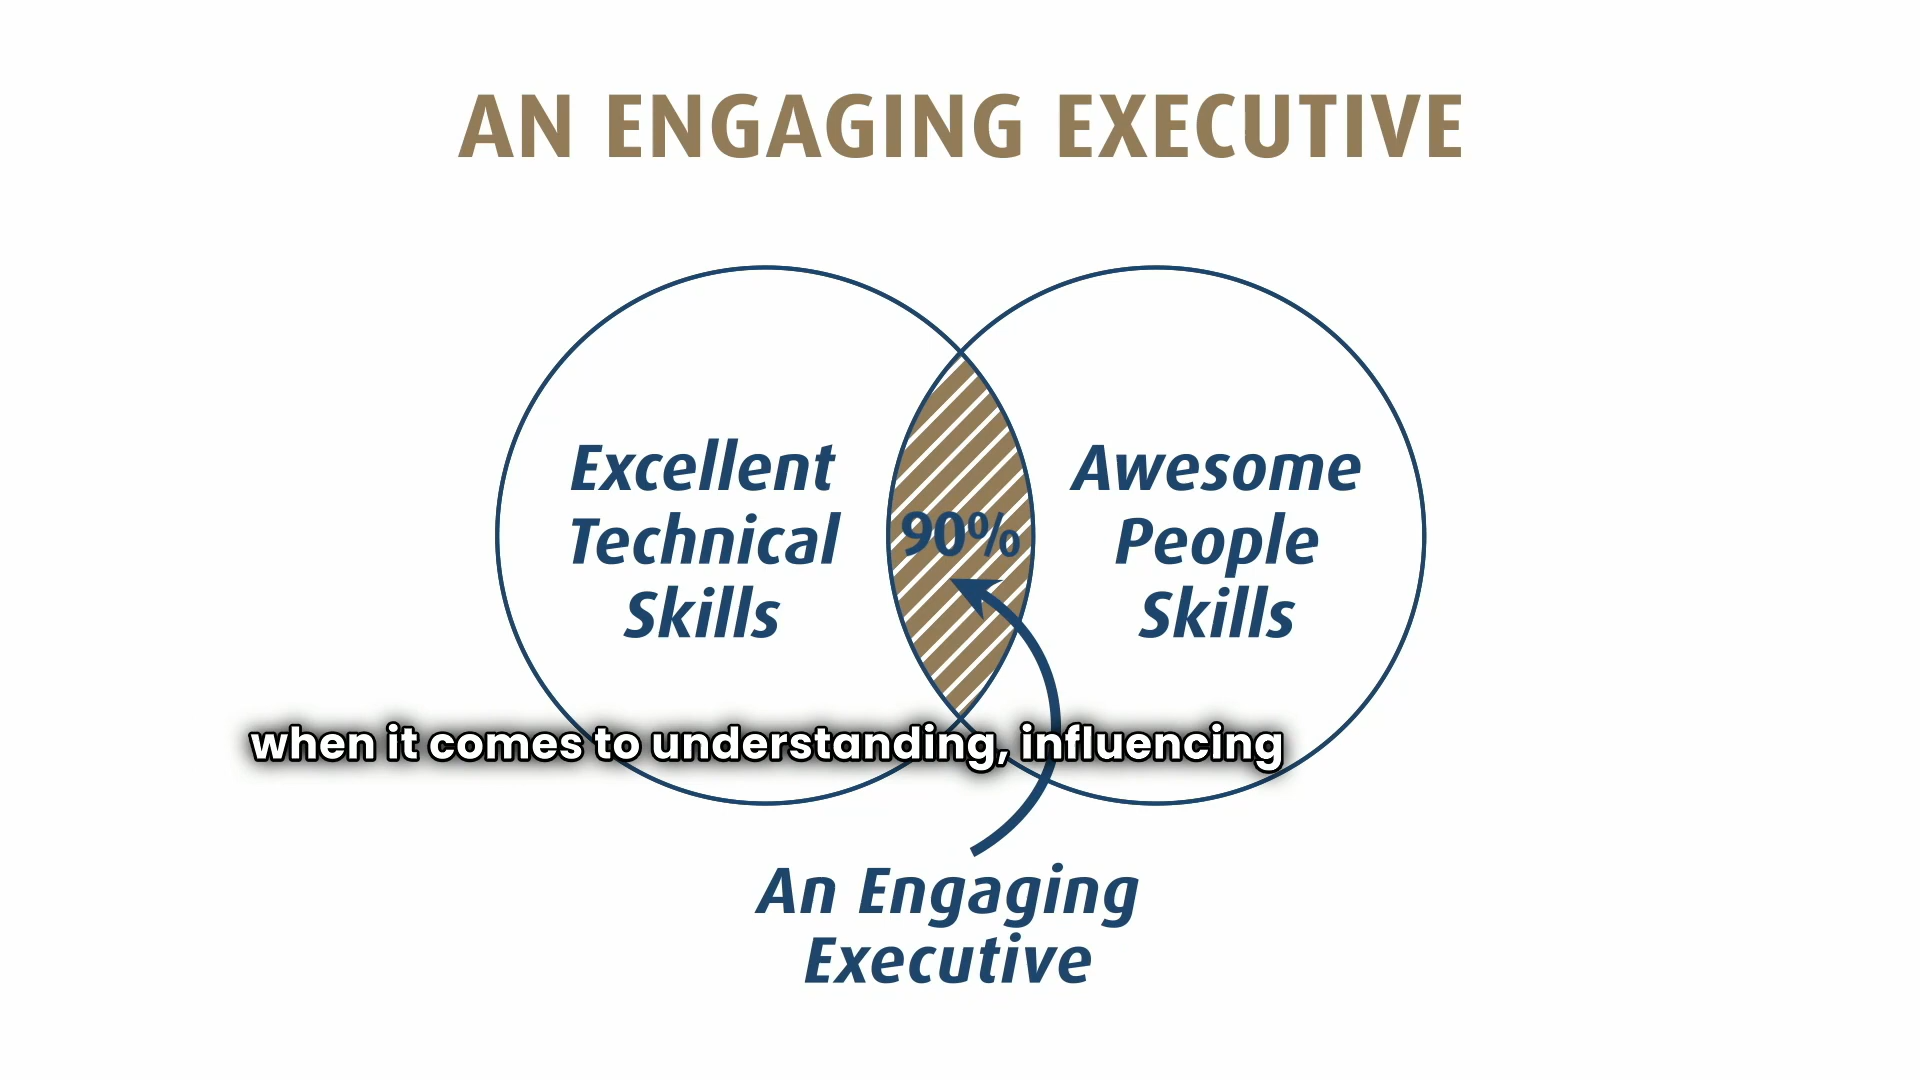 AN ENGAGING EXECUTIVE
Excellent
Technical
Skills
90%
Awesome
People
Skills
when it comes to understanding, influencing
An Engaging
Executive